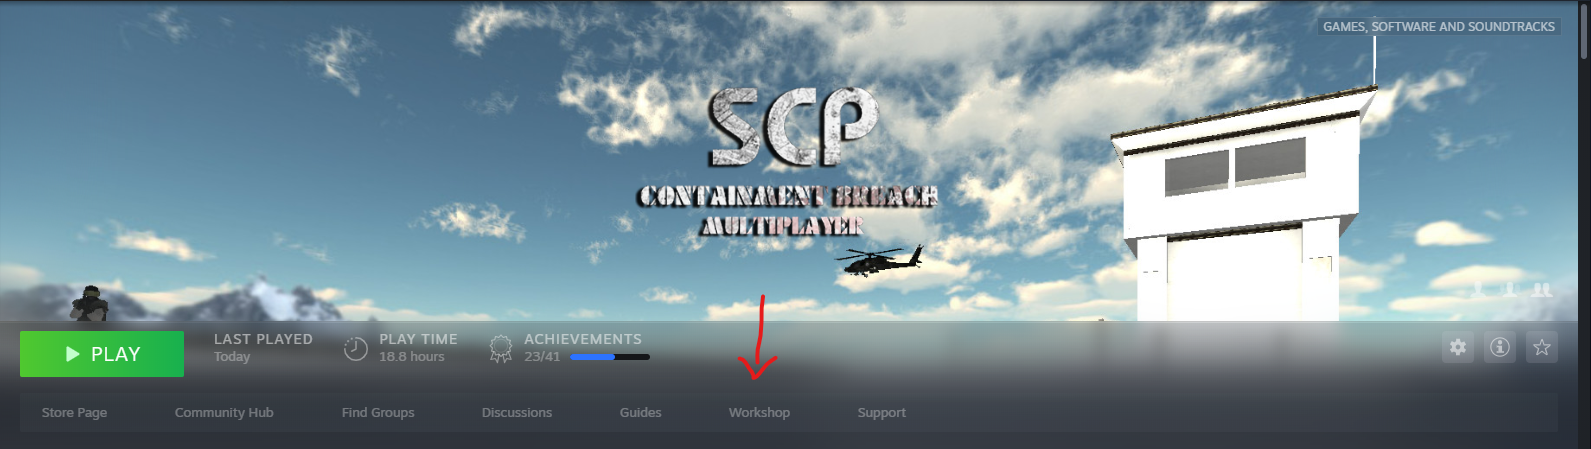 GAMES, SOFTWARE AND SOUNDTRACKS
SCP
CONTAINMENT BREACH
MULTIPLAYER
PLAY
LAST PLAYED
Today
PLAY TIME
18.8 hours
ACHIEVEMENTS
23/41
Store Page
Community Hub
Find Groups
Discussions
Guides
Workshop
Support